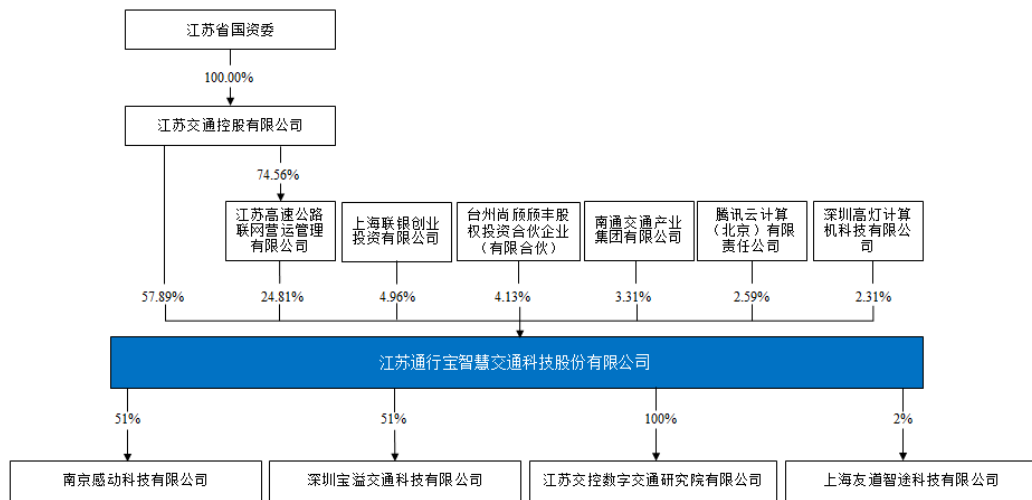 江苏省国资委
100.00%
江苏交通控股有限公司
74.56%
江苏高速公路
联网营运管理
有限公司
上海联银创业
投资有限公司
台州尚颀颀丰股
权投资合伙企业
（有限合伙）
南通交通产业
集团有限公司
腾讯云计算
（北京）有限
责任公司
深圳高灯计算
机科技有限公
司
57.89%
24.81%
4.96%
4.13%
3.31%
2.59%
2.31%
江苏通行宝智慧交通科技股份有限公司
51%
51%
100%
2%
南京感动科技有限公司
深圳宝溢交通科技有限公司
江苏交控数字交通研究院有限公司
上海友道智途科技有限公司